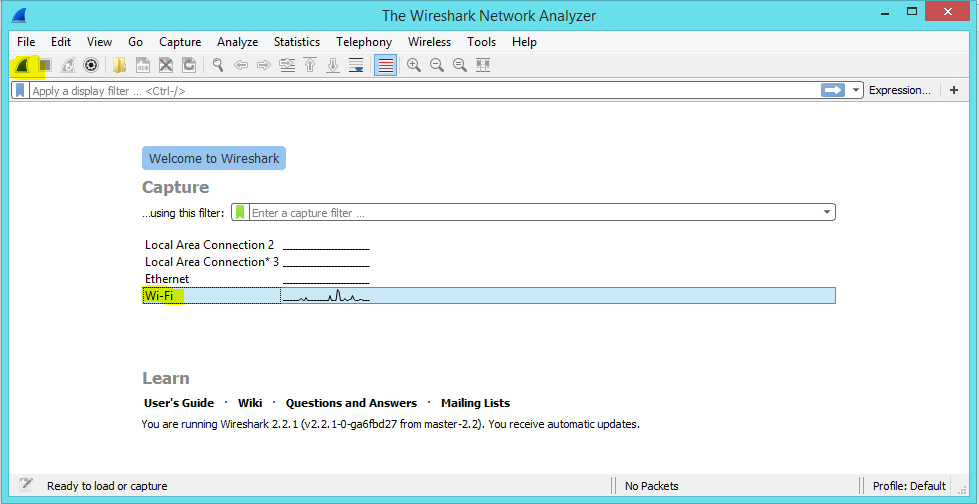 The Wireshark Network Analyzer
File Edit View Go Capture Analyze Statistics Telephony Wireless Tools Help
Apply a display filter ... <Ctrl-/> Expression... +
Welcome to Wireshark
Capture
...using this filter: Enter a capture filter ...
Local Area Connection 2
Local Area Connection* 3
Ethernet
Wi-Fi
Learn
User's Guide · Wiki · Questions and Answers · Mailing Lists
You are running Wireshark 2.2.1 (v2.2.1-0-ga6fbd27 from master-2.2). You receive automatic updates.
Ready to load or capture No Packets Profile: Default